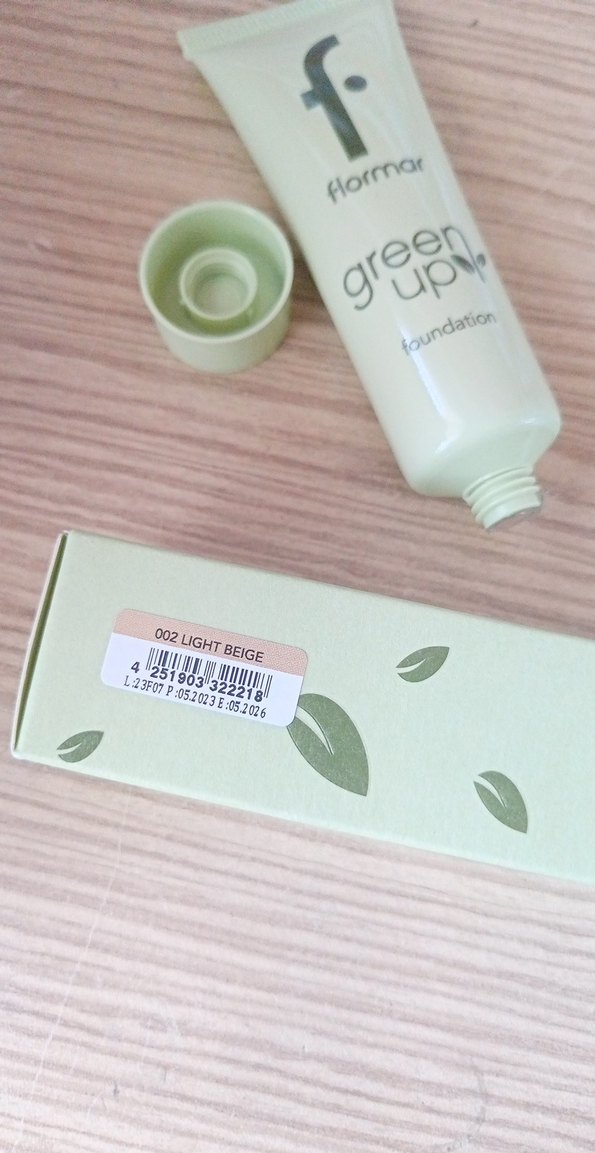 f
flormar
green
up
foundation
002 LIGHT BEIGE
4 251903 322218
L:23F07 P:05.2023 E:05.2026